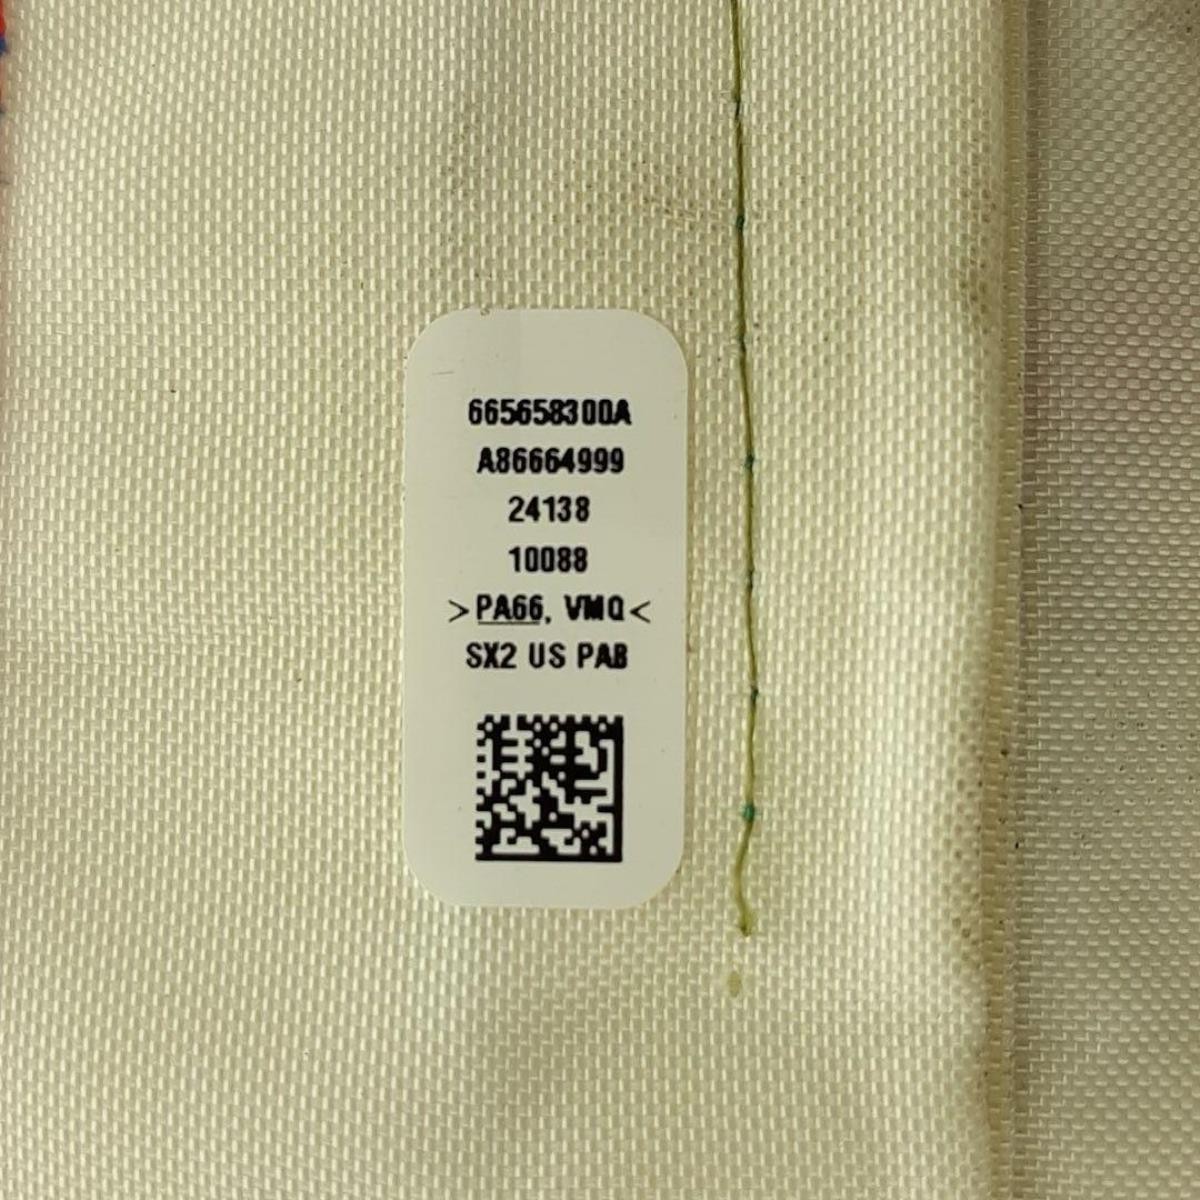 665658300A
A86664999
24138
10088
>PA66, VMQ<
SX2 US PAB